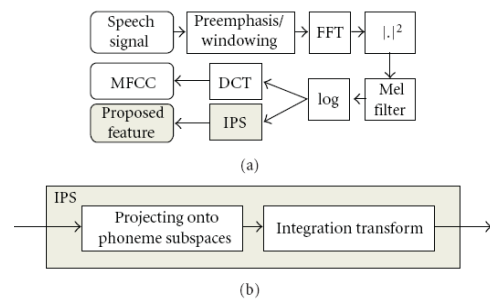 Speech
signal
Preemphasis/
windowing
FFT
|.|²
Mel
filter
log
DCT
MFCC
IPS
Proposed
feature
(a)
IPS
Projecting onto
phoneme subspaces
Integration transform
(b)